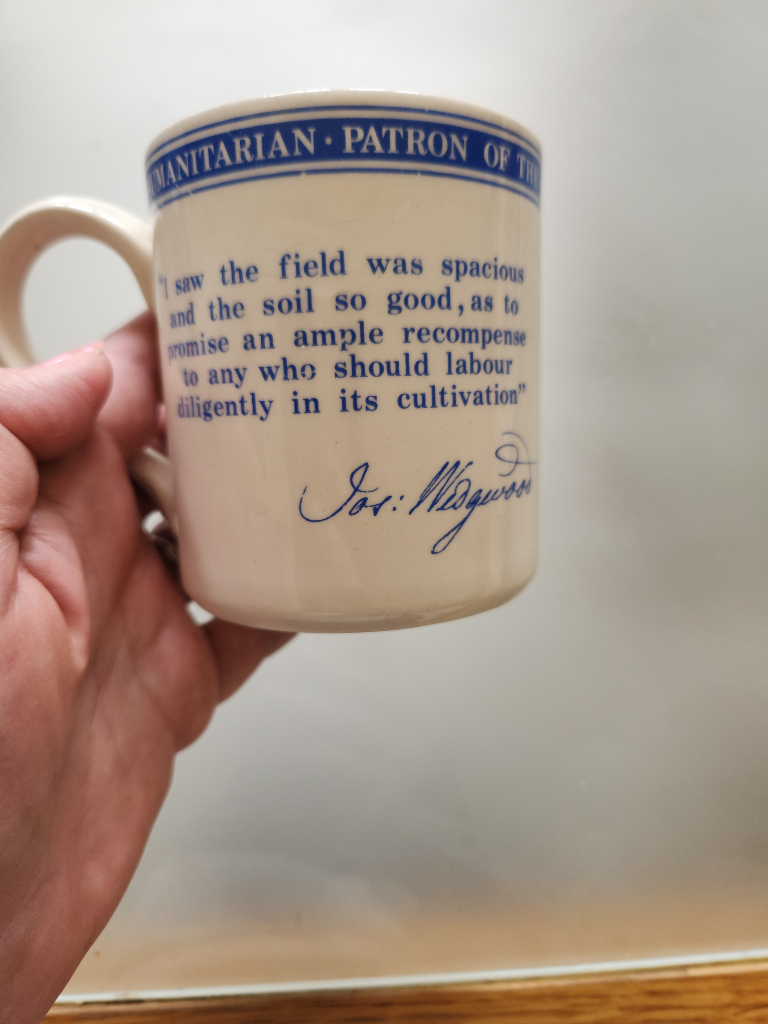 UMANITARIAN · PATRON OF TH
"I saw the field was spacious
and the soil so good, as to
promise an ample recompense
to any who should labour
diligently in its cultivation"
Jos: Wedgwood